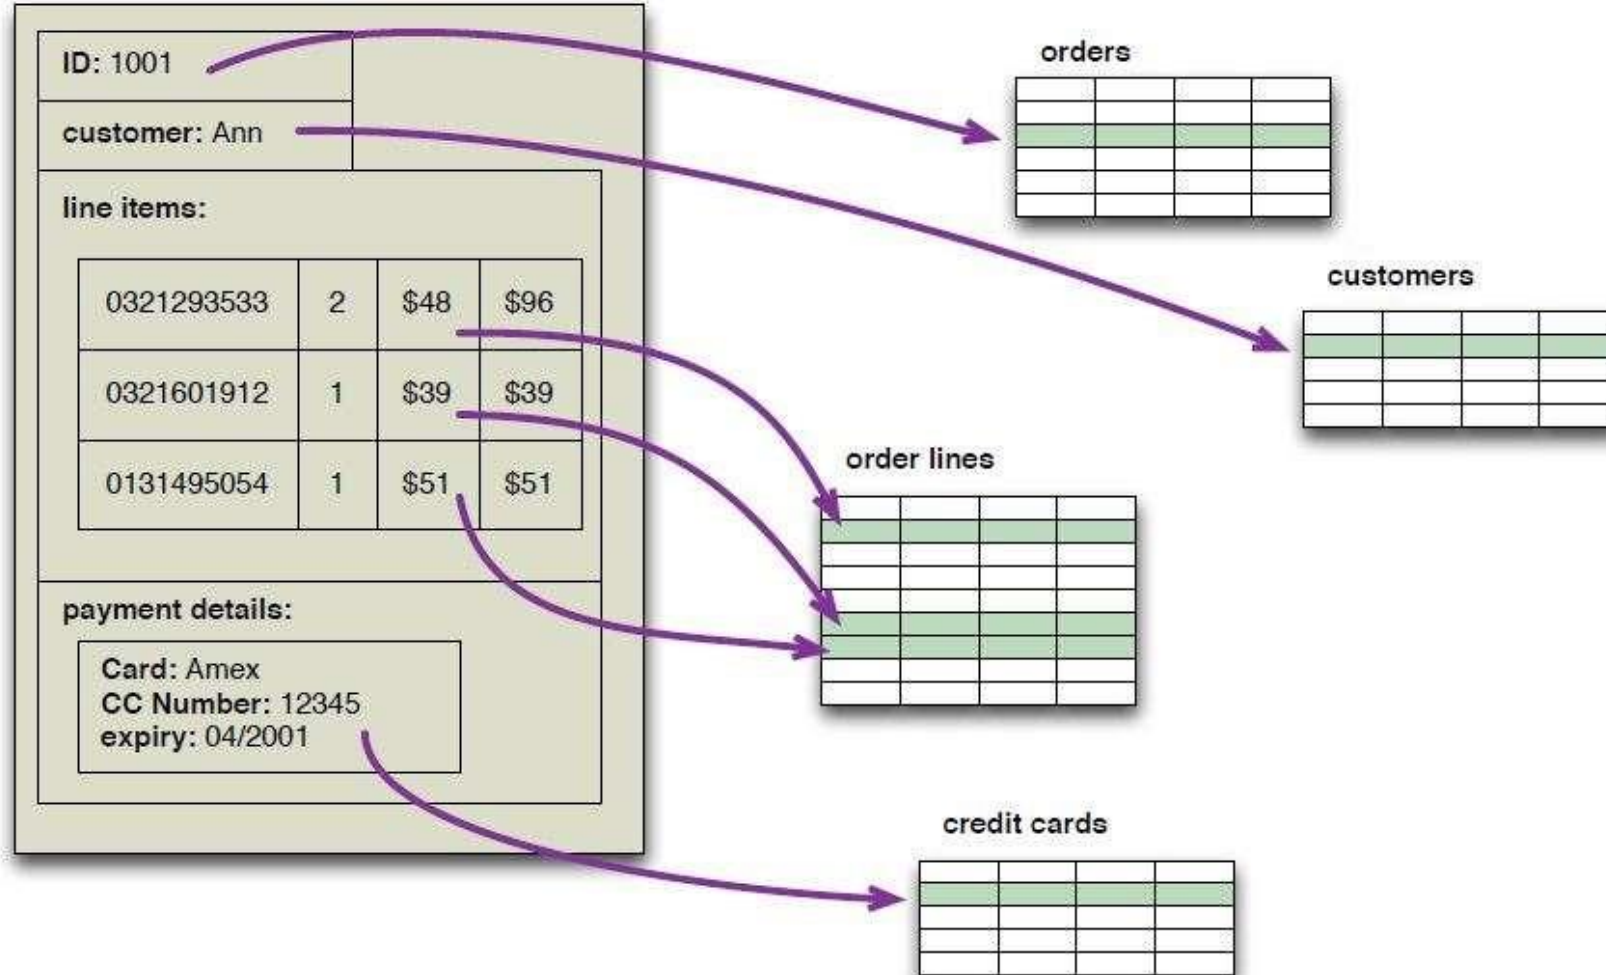 ID: 1001
customer: Ann
line items:
0321293533 2 $48 $96
0321601912 1 $39 $39
0131495054 1 $51 $51
payment details:
Card: Amex
CC Number: 12345
expiry: 04/2001
orders
customers
order lines
credit cards